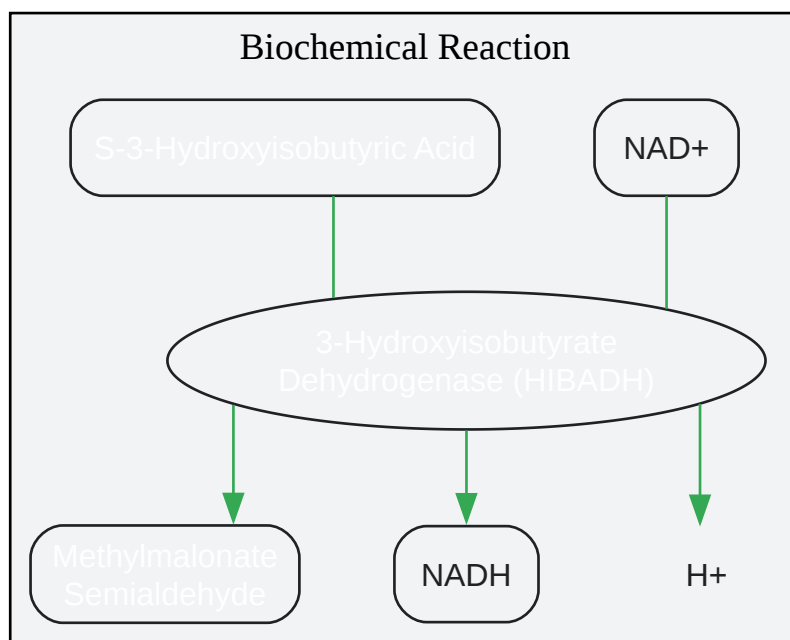 Biochemical Reaction
S-3-Hydroxyisobutyric Acid
NAD+
3-Hydroxyisobutyrate
Dehydrogenase (HIBADH)
Methylmalonate
Semialdehyde
NADH
H+